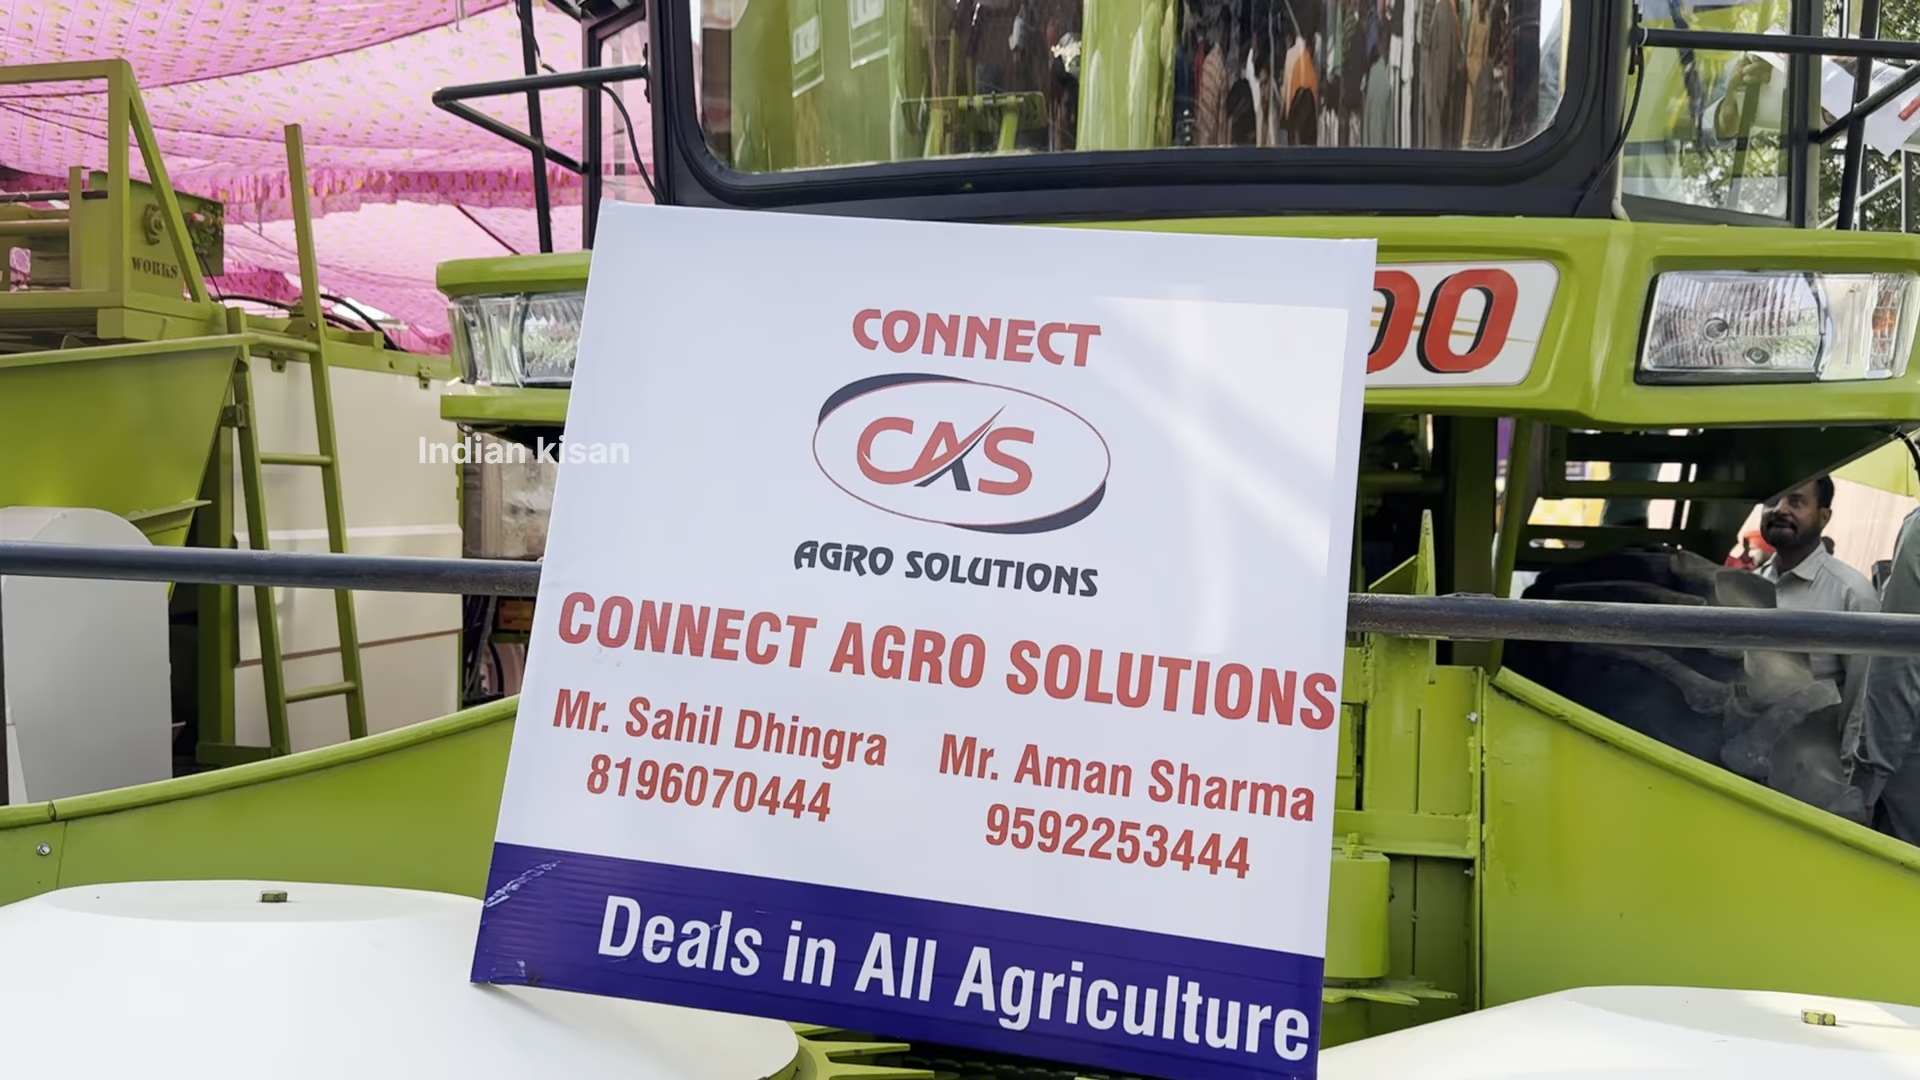 WORKS
00
Indian kisan
CONNECT
CAS
AGRO SOLUTIONS
CONNECT AGRO SOLUTIONS
Mr. Sahil Dhingra
8196070444
Mr. Aman Sharma
9592253444
Deals in All Agriculture